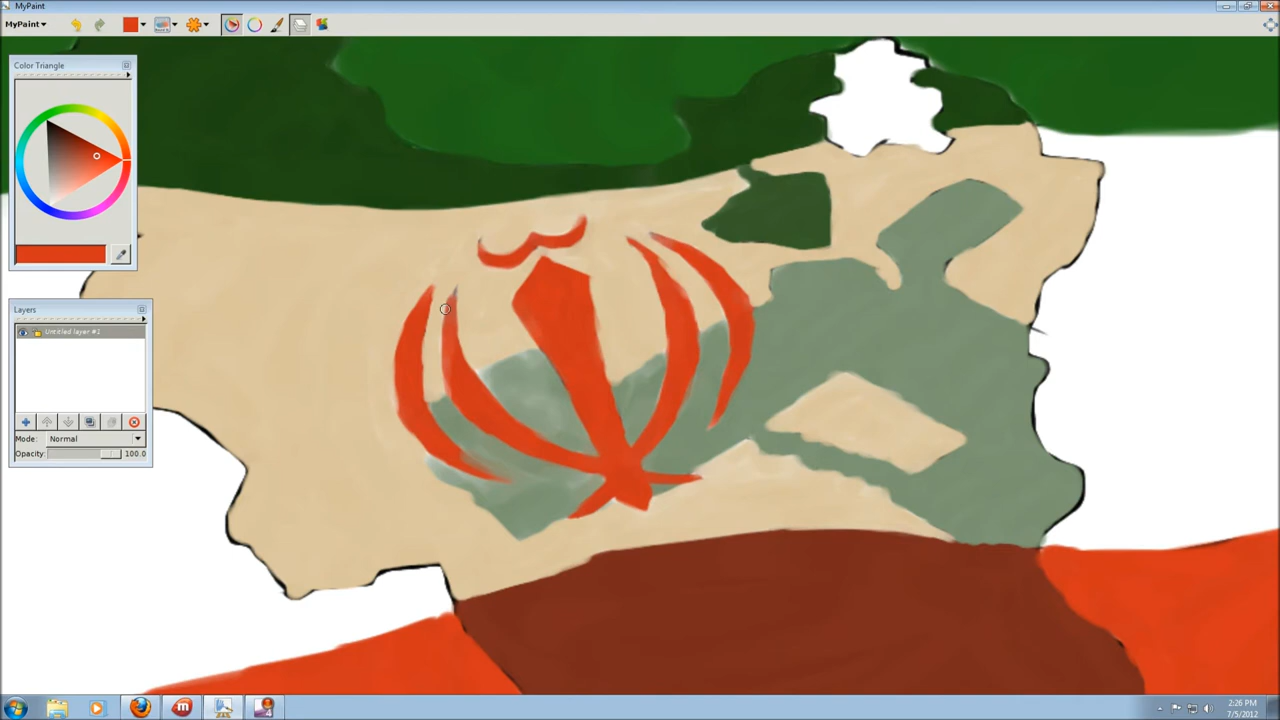 MyPaint
MyPaint
Color Triangle
Layers
Untitled layer #1
Mode: Normal
Opacity: 100.0
2:26 PM
7/5/2012